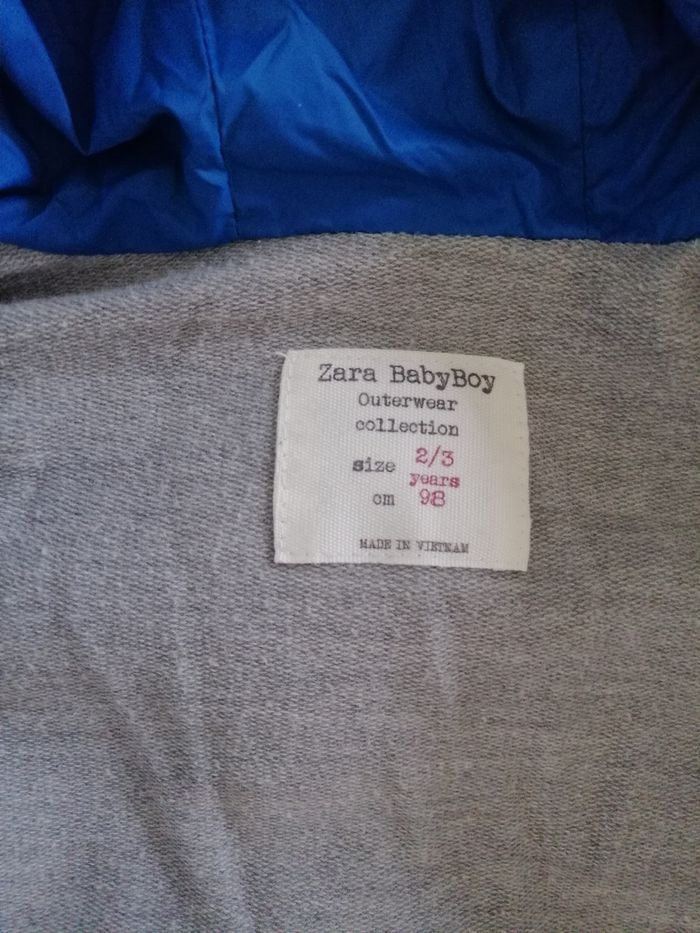 Zara BabyBoy
Outerwear
collection
size 2/3
years
cm 98
MADE IN VIETNAM